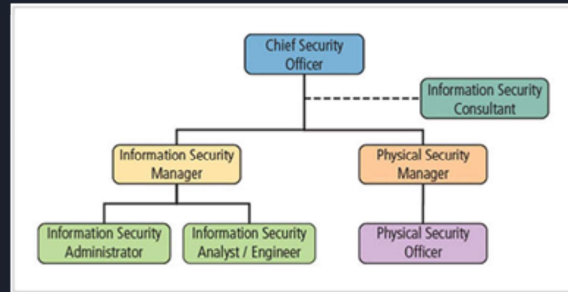 Chief Security
Officer
Information Security
Consultant
Information Security
Manager
Physical Security
Manager
Information Security
Administrator
Information Security
Analyst / Engineer
Physical Security
Officer